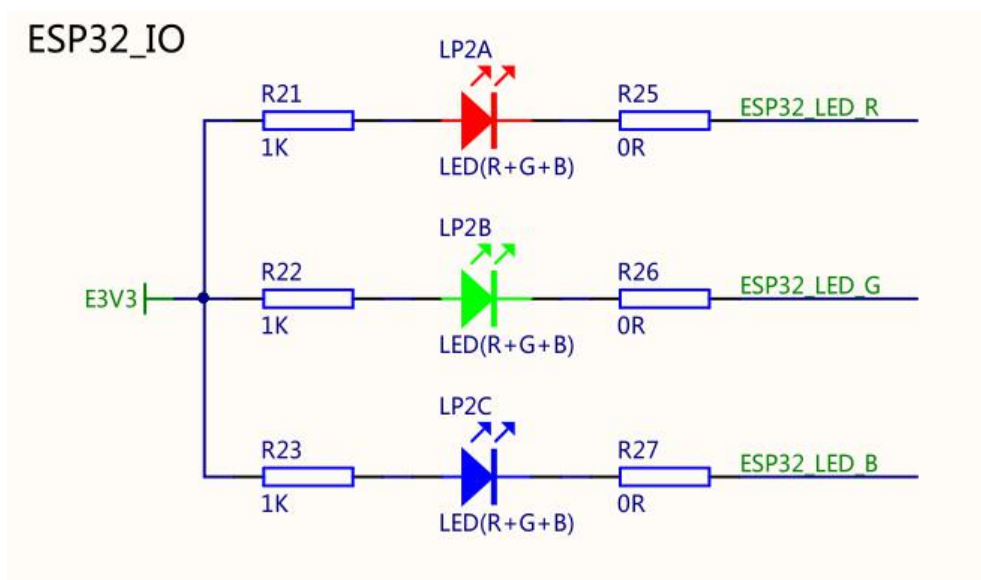 ESP32_IO
LP2A
R21
R25
ESP32_LED_R
1K
0R
LED(R+G+B)
LP2B
R22
R26
ESP32_LED_G
E3V3
1K
0R
LED(R+G+B)
LP2C
R23
R27
ESP32_LED_B
1K
0R
LED(R+G+B)